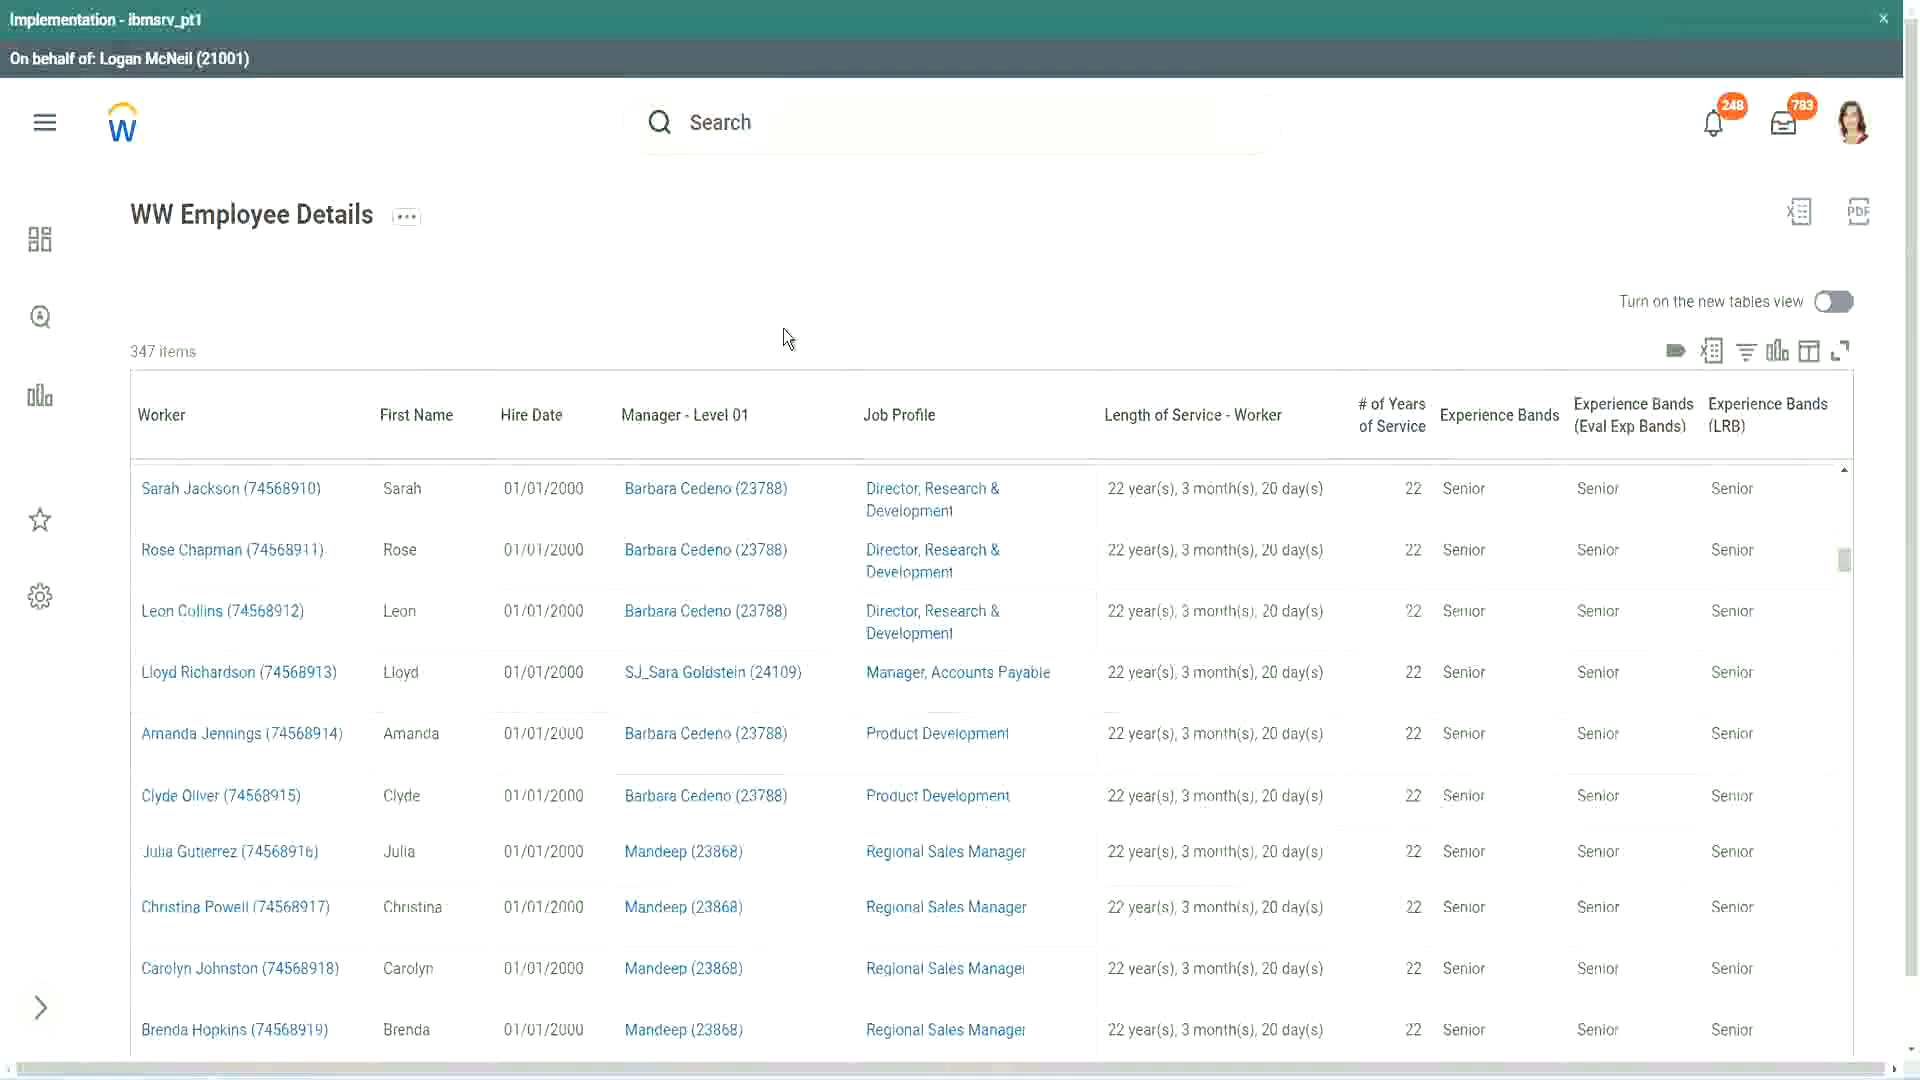 Implementation - ibmsrv_pt1
On behalf of: Logan McNeil (21001)
W
Search
248
783
WW Employee Details
PDF
Turn on the new tables view
347 items
Worker First Name Hire Date Manager - Level 01 Job Profile Length of Service - Worker # of Years of Service Experience Bands Experience Bands (Eval Exp Bands) Experience Bands (LRB)
Sarah Jackson (74568910) Sarah 01/01/2000 Barbara Cedeno (23788) Director, Research & Development 22 year(s), 3 month(s), 20 day(s) 22 Senior Senior Senior
Rose Chapman (74568911) Rose 01/01/2000 Barbara Cedeno (23788) Director, Research & Development 22 year(s), 3 month(s), 20 day(s) 22 Senior Senior Senior
Leon Collins (74568912) Leon 01/01/2000 Barbara Cedeno (23788) Director, Research & Development 22 year(s), 3 month(s), 20 day(s) 22 Senior Senior Senior
Lloyd Richardson (74568913) Lloyd 01/01/2000 SJ_Sara Goldstein (24109) Manager, Accounts Payable 22 year(s), 3 month(s), 20 day(s) 22 Senior Senior Senior
Amanda Jennings (74568914) Amanda 01/01/2000 Barbara Cedeno (23788) Product Development 22 year(s), 3 month(s), 20 day(s) 22 Senior Senior Senior
Clyde Oliver (74568915) Clyde 01/01/2000 Barbara Cedeno (23788) Product Development 22 year(s), 3 month(s), 20 day(s) 22 Senior Senior Senior
Julia Gutierrez (74568916) Julia 01/01/2000 Mandeep (23868) Regional Sales Manager 22 year(s), 3 month(s), 20 day(s) 22 Senior Senior Senior
Christina Powell (74568917) Christina 01/01/2000 Mandeep (23868) Regional Sales Manager 22 year(s), 3 month(s), 20 day(s) 22 Senior Senior Senior
Carolyn Johnston (74568918) Carolyn 01/01/2000 Mandeep (23868) Regional Sales Manager 22 year(s), 3 month(s), 20 day(s) 22 Senior Senior Senior
Brenda Hopkins (74568919) Brenda 01/01/2000 Mandeep (23868) Regional Sales Manager 22 year(s), 3 month(s), 20 day(s) 22 Senior Senior Senior